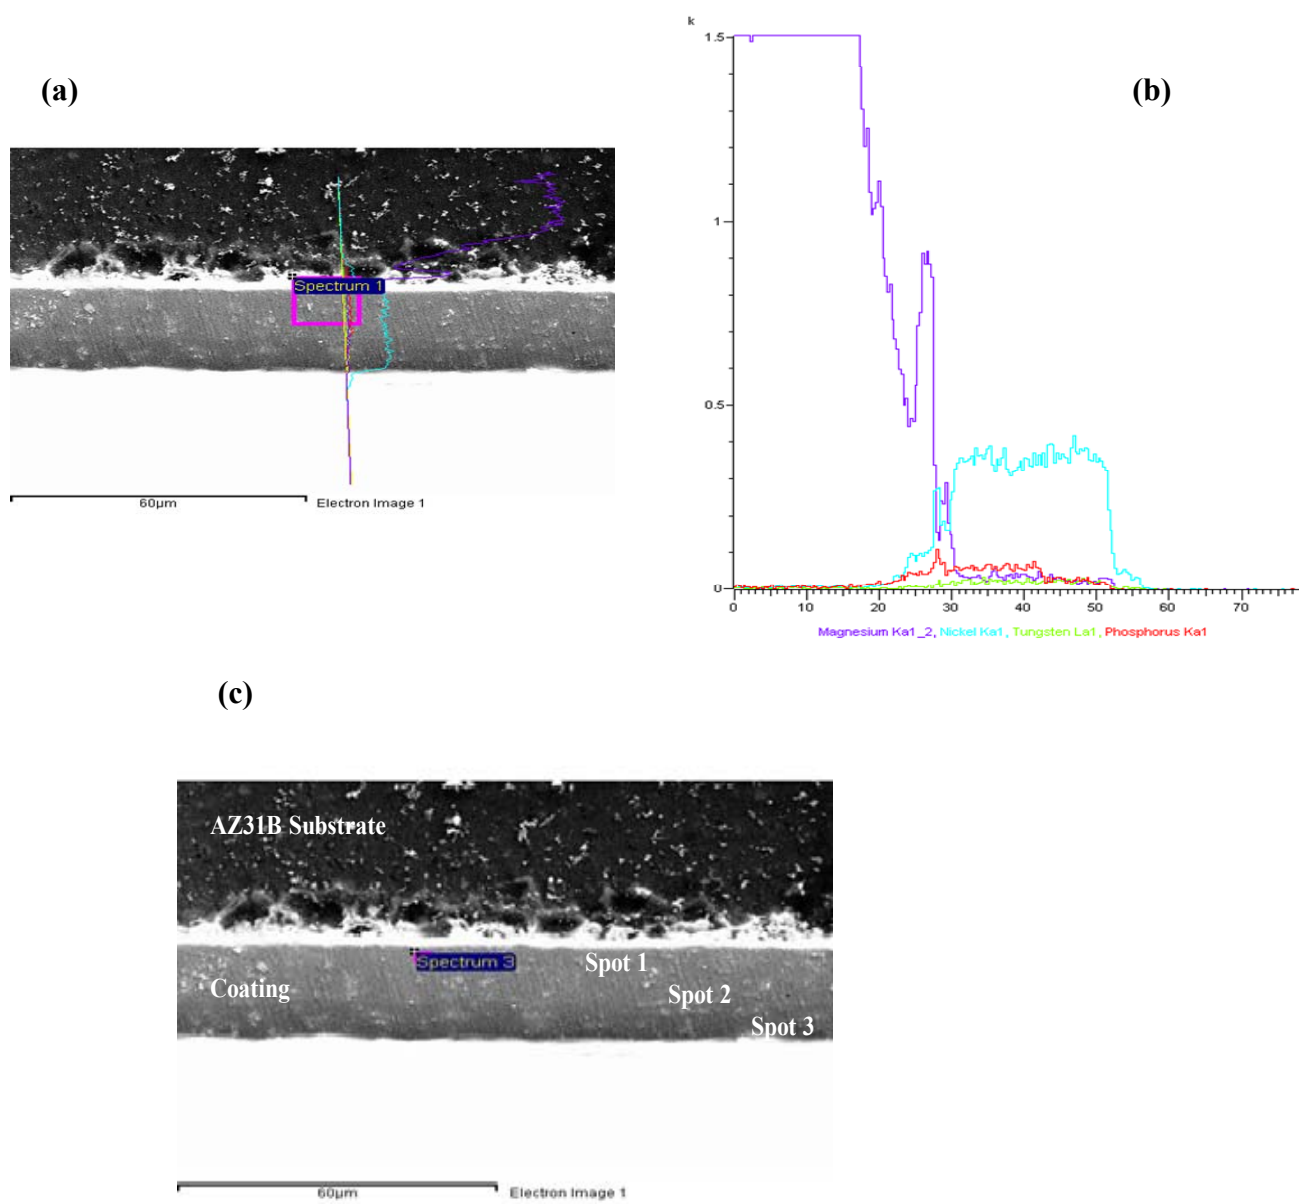 (a)
Spectrum 1
60µm Electron Image 1
k
(b)
1.5
1
0.5
0
0 10 20 30 40 50 60 70
Magnesium Ka1_2, Nickel Ka1, Tungsten La1, Phosphorus Ka1
(c)
AZ31B Substrate
Spectrum 3
Spot 1
Coating
Spot 2
Spot 3
60µm Electron Image 1